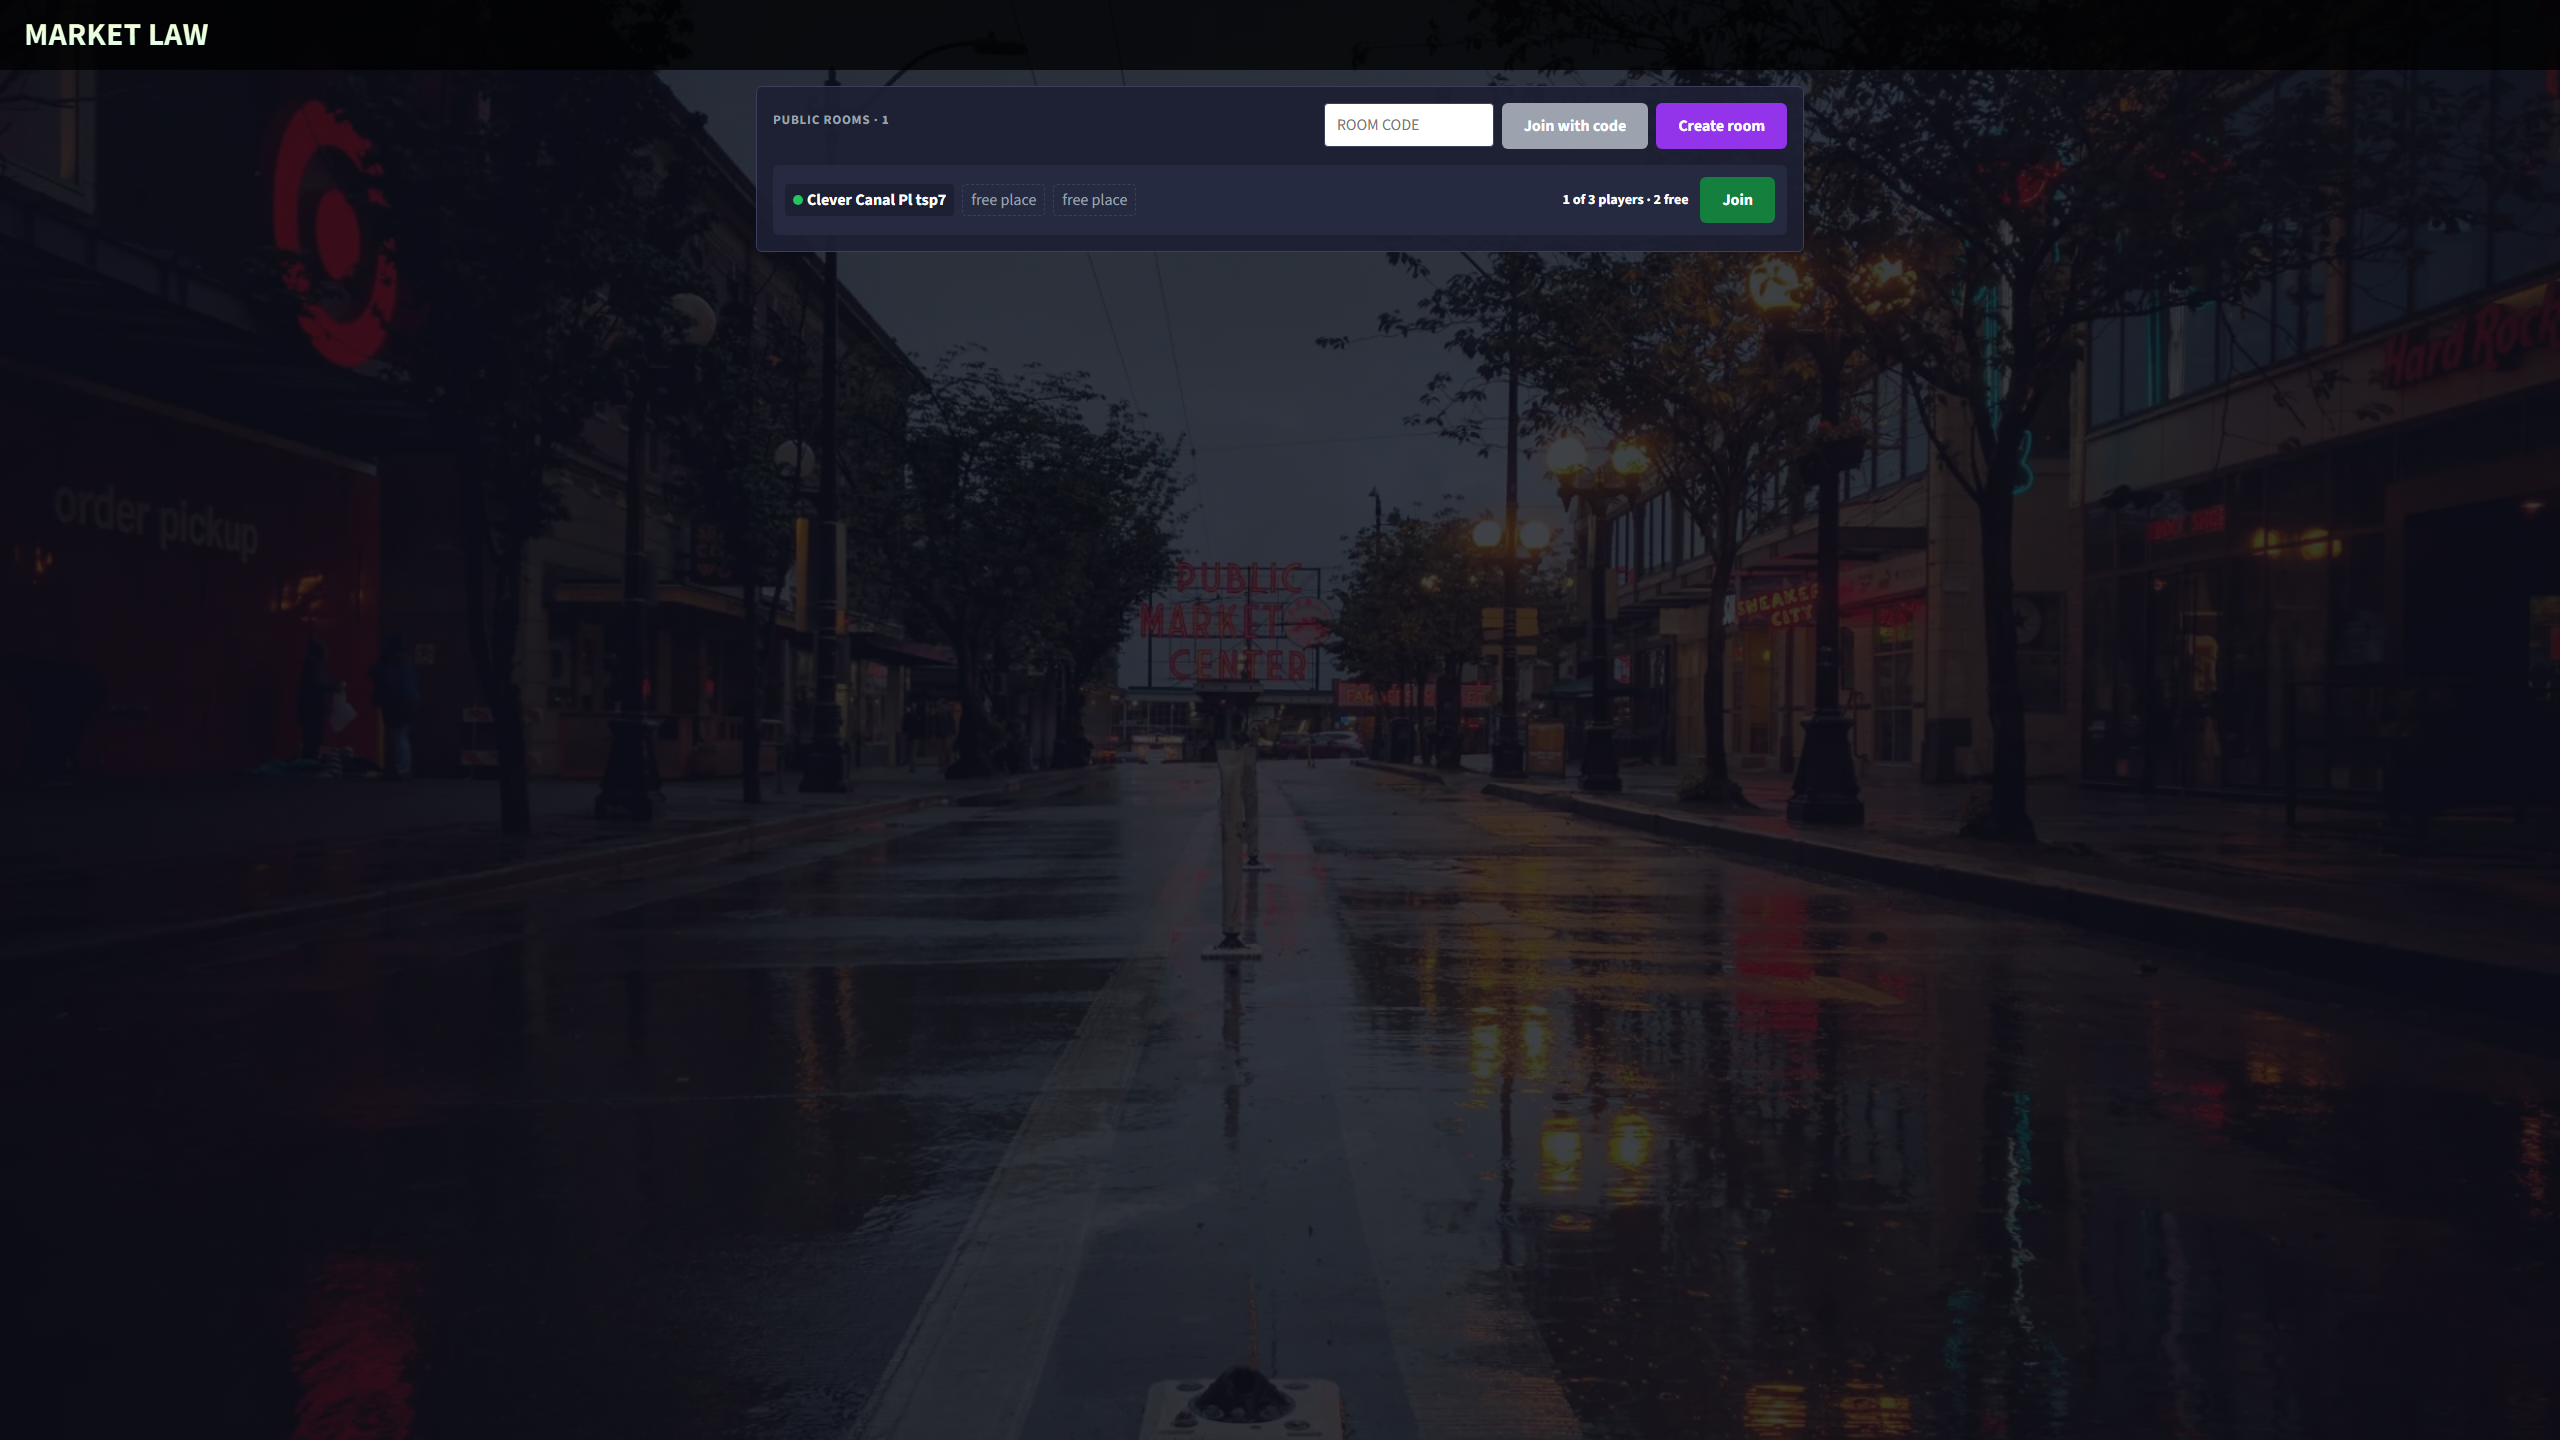 MARKET LAW
PUBLIC ROOMS · 1
ROOM CODE
Join with code
Create room
Clever Canal Pl tsp7
free place
free place
1 of 3 players · 2 free
Join
order pickup
Hard Rock
PUBLIC
MARKET
CENTER
SNEAKER
CITY